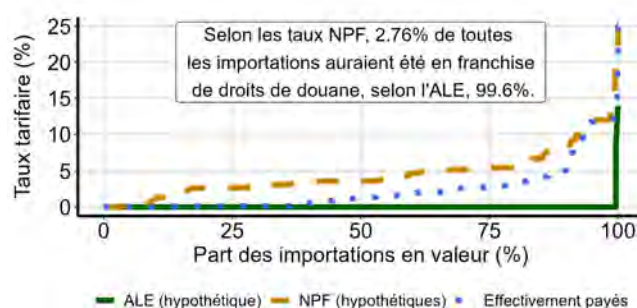 25
20
15
10
5
0
Taux tarifaire (%)
Selon les taux NPF, 2.76% de toutes
les importations auraient été en franchise
de droits de douane, selon l'ALE, 99.6%.
0 25 50 75 100
Part des importations en valeur (%)
ALE (hypothétique) NPF (hypothétiques) Effectivement payés